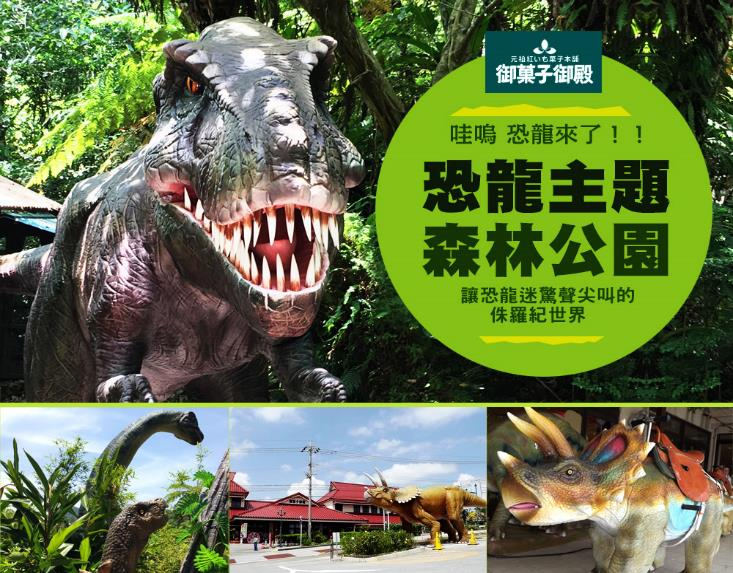 元祖紅いも菓子本舗
御菓子御殿
哇嗚 恐龍來了！！
恐龍主題
森林公園
讓恐龍迷驚聲尖叫的
侏羅紀世界